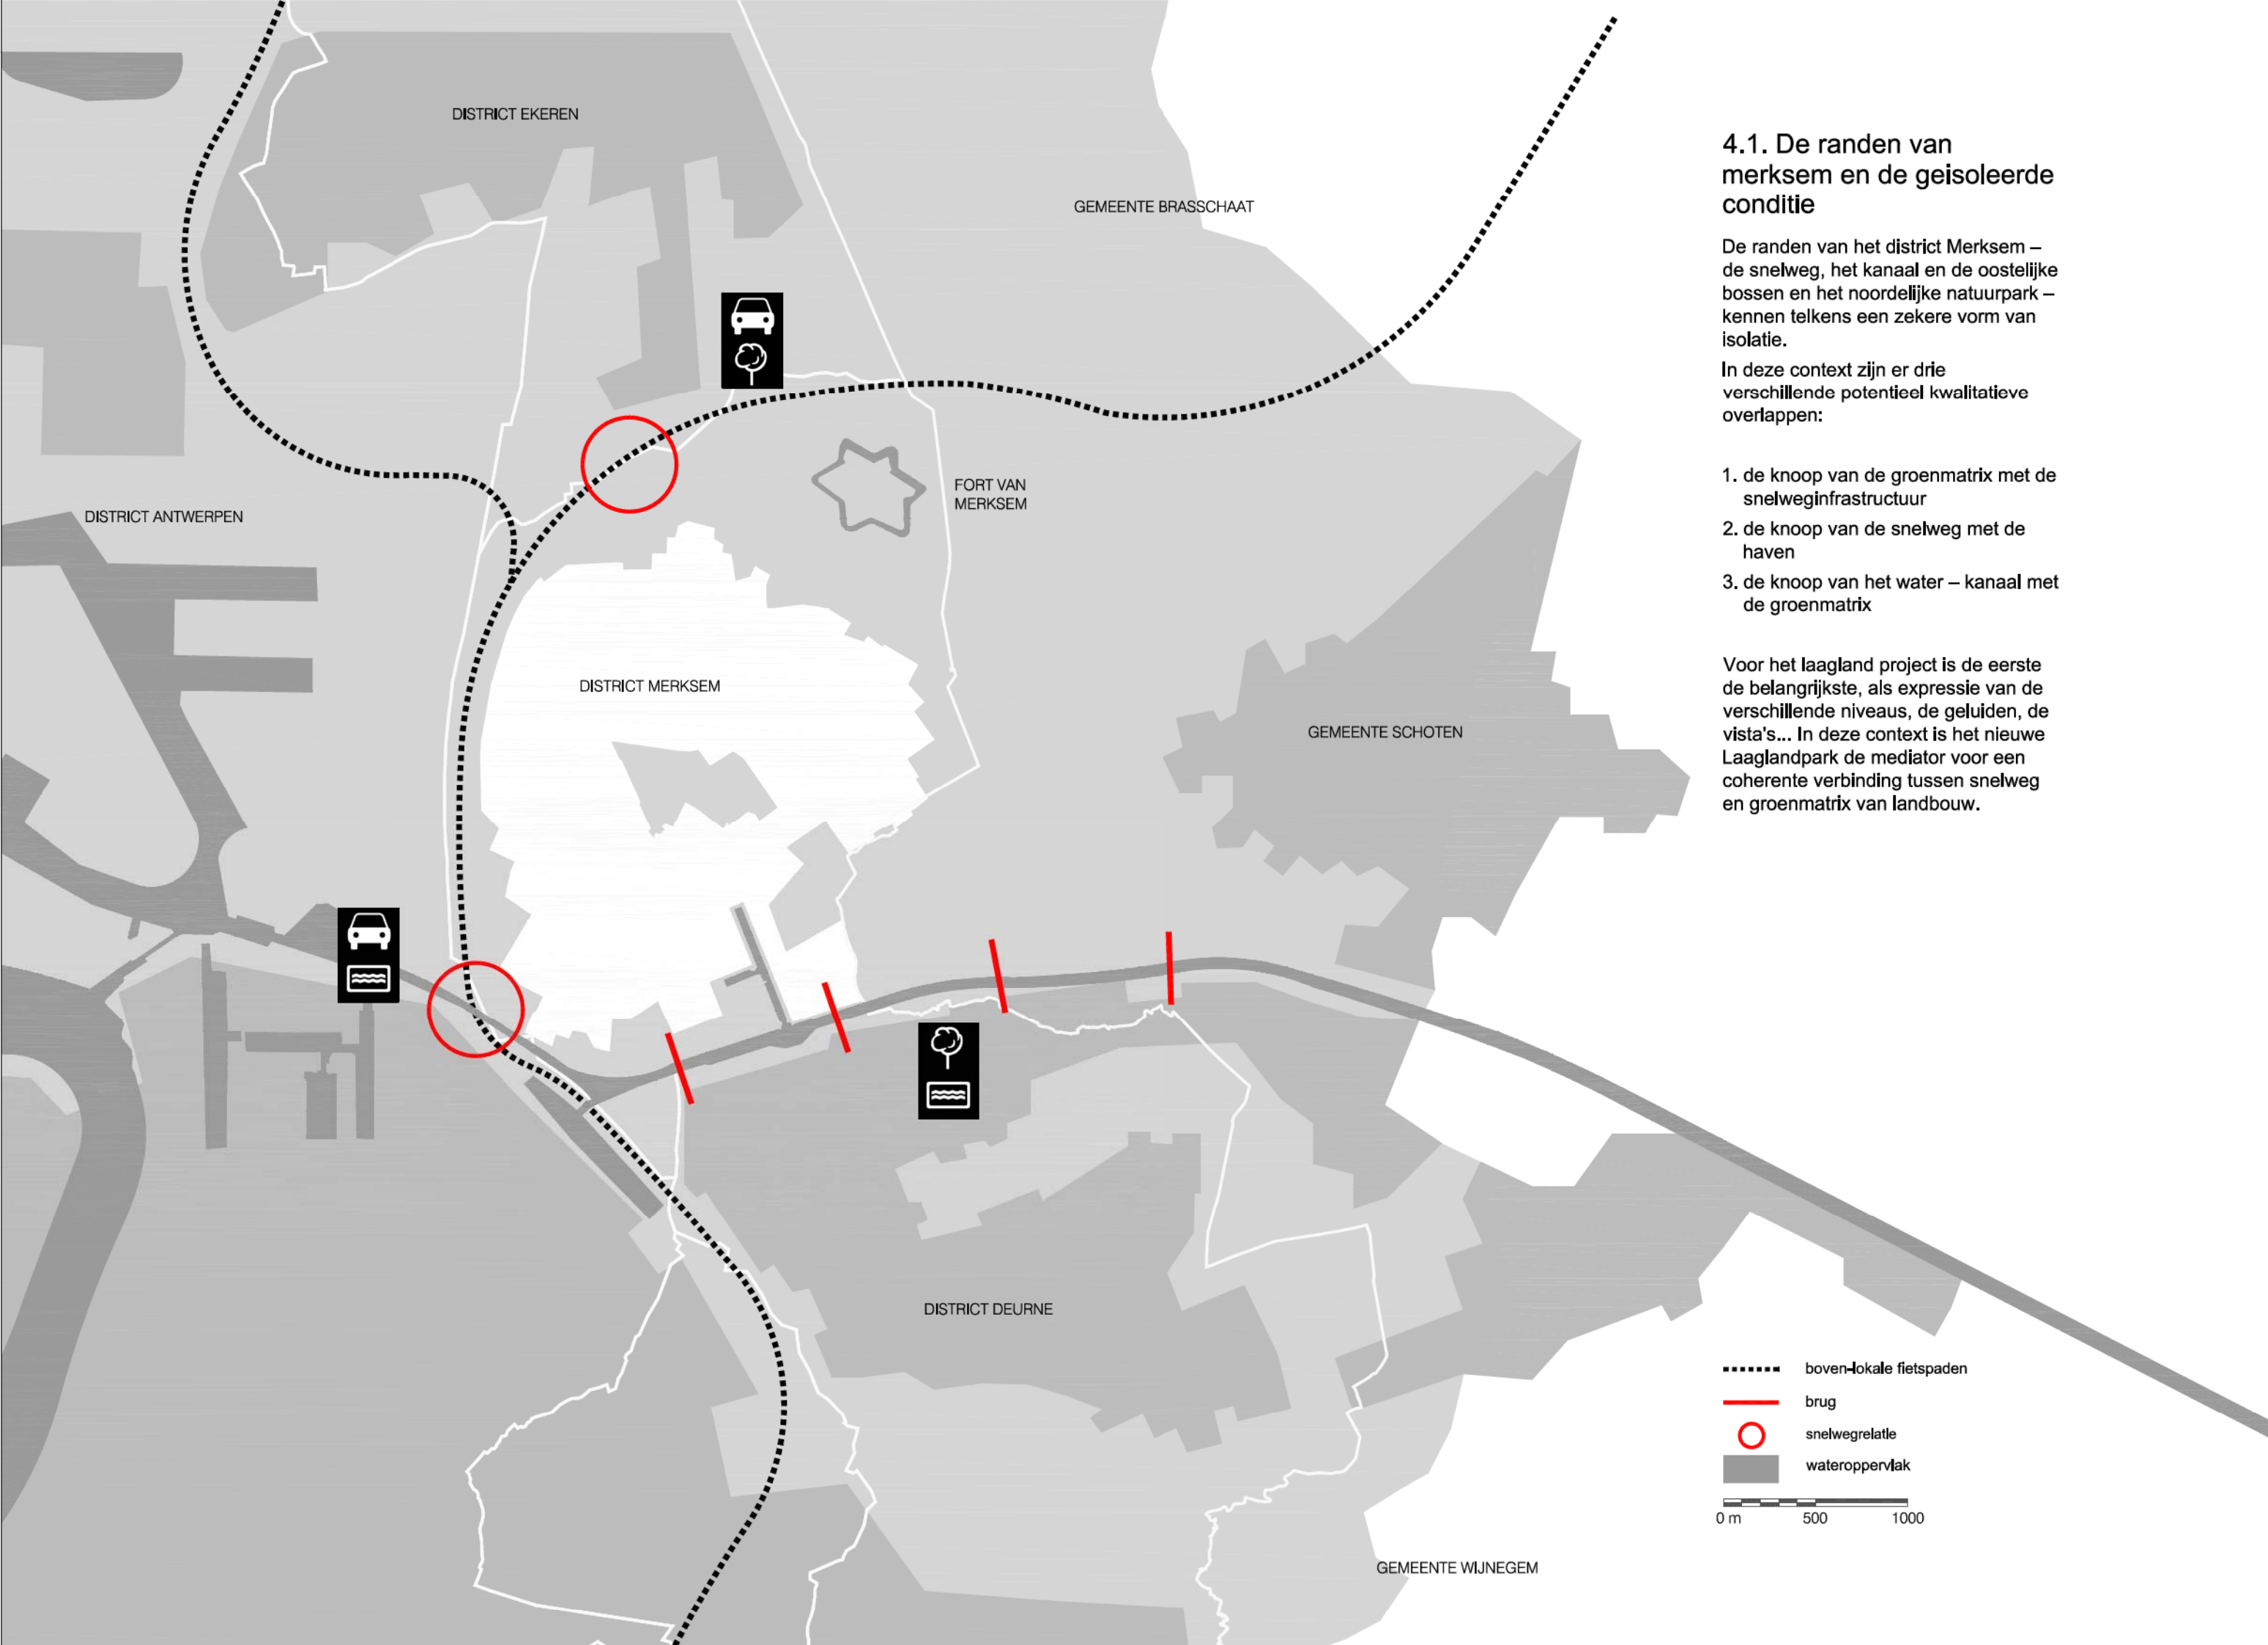 DISTRICT EKEREN
GEMEENTE BRASSCHAAT
FORT VAN
MERKSEM
DISTRICT ANTWERPEN
DISTRICT MERKSEM
GEMEENTE SCHOTEN
DISTRICT DEURNE
GEMEENTE WIJNEGEM
4.1. De randen van
merksem en de geisoleerde
conditie
De randen van het district Merksem –
de snelweg, het kanaal en de oostelijke
bossen en het noordelijke natuurpark –
kennen telkens een zekere vorm van
isolatie.
In deze context zijn er drie
verschillende potentieel kwalitatieve
overlappen:
1. de knoop van de groenmatrix met de
snelweginfrastructuur
2. de knoop van de snelweg met de
haven
3. de knoop van het water – kanaal met
de groenmatrix
Voor het laagland project is de eerste
de belangrijkste, als expressie van de
verschillende niveaus, de geluiden, de
vista's... In deze context is het nieuwe
Laaglandpark de mediator voor een
coherente verbinding tussen snelweg
en groenmatrix van landbouw.
boven-lokale fietspaden
brug
snelwegrelatie
wateroppervlak
0 m 500 1000